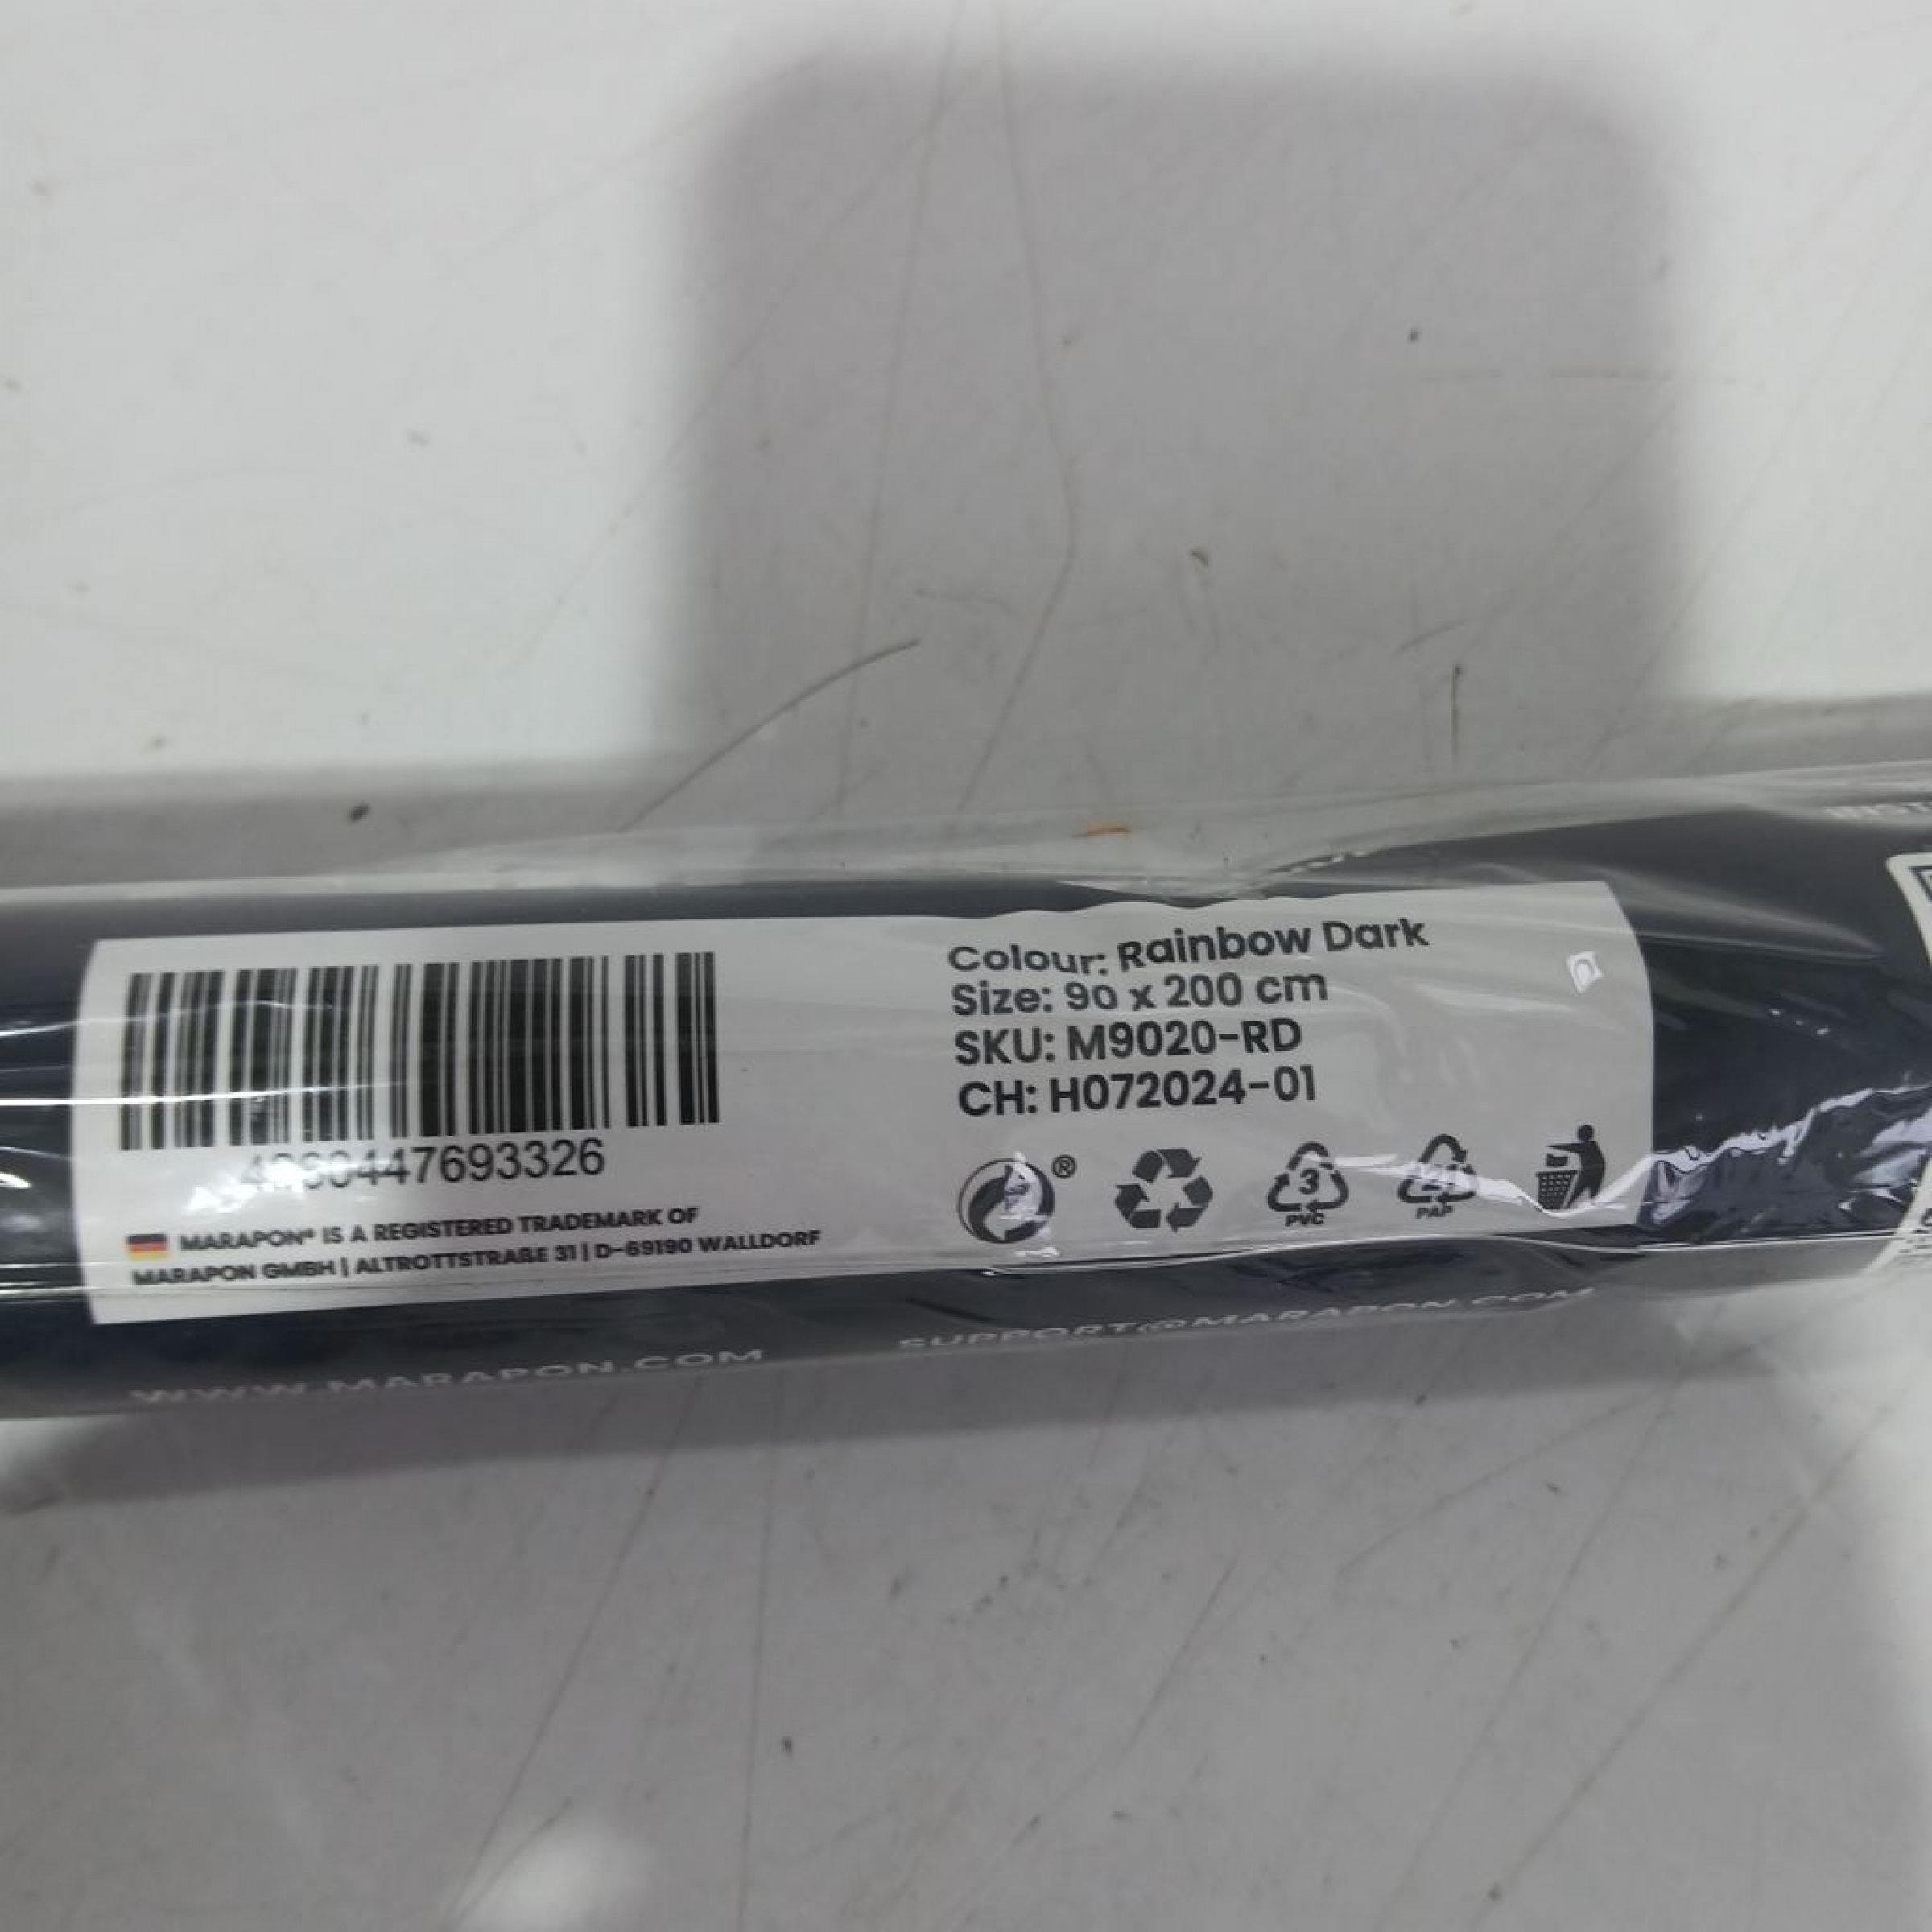 Colour: Rainbow Dark
Size: 90 x 200 cm
SKU: M9020-RD
CH: H072024-01
®
3
PVC
PAP
MARAPON® IS A REGISTERED TRADEMARK OF
MARAPON GMBH | ALTROTTSTRAßE 31 | D-69190 WALLDORF
WWW.MARAPON.COM
SUPPORT@MARAPON.COM